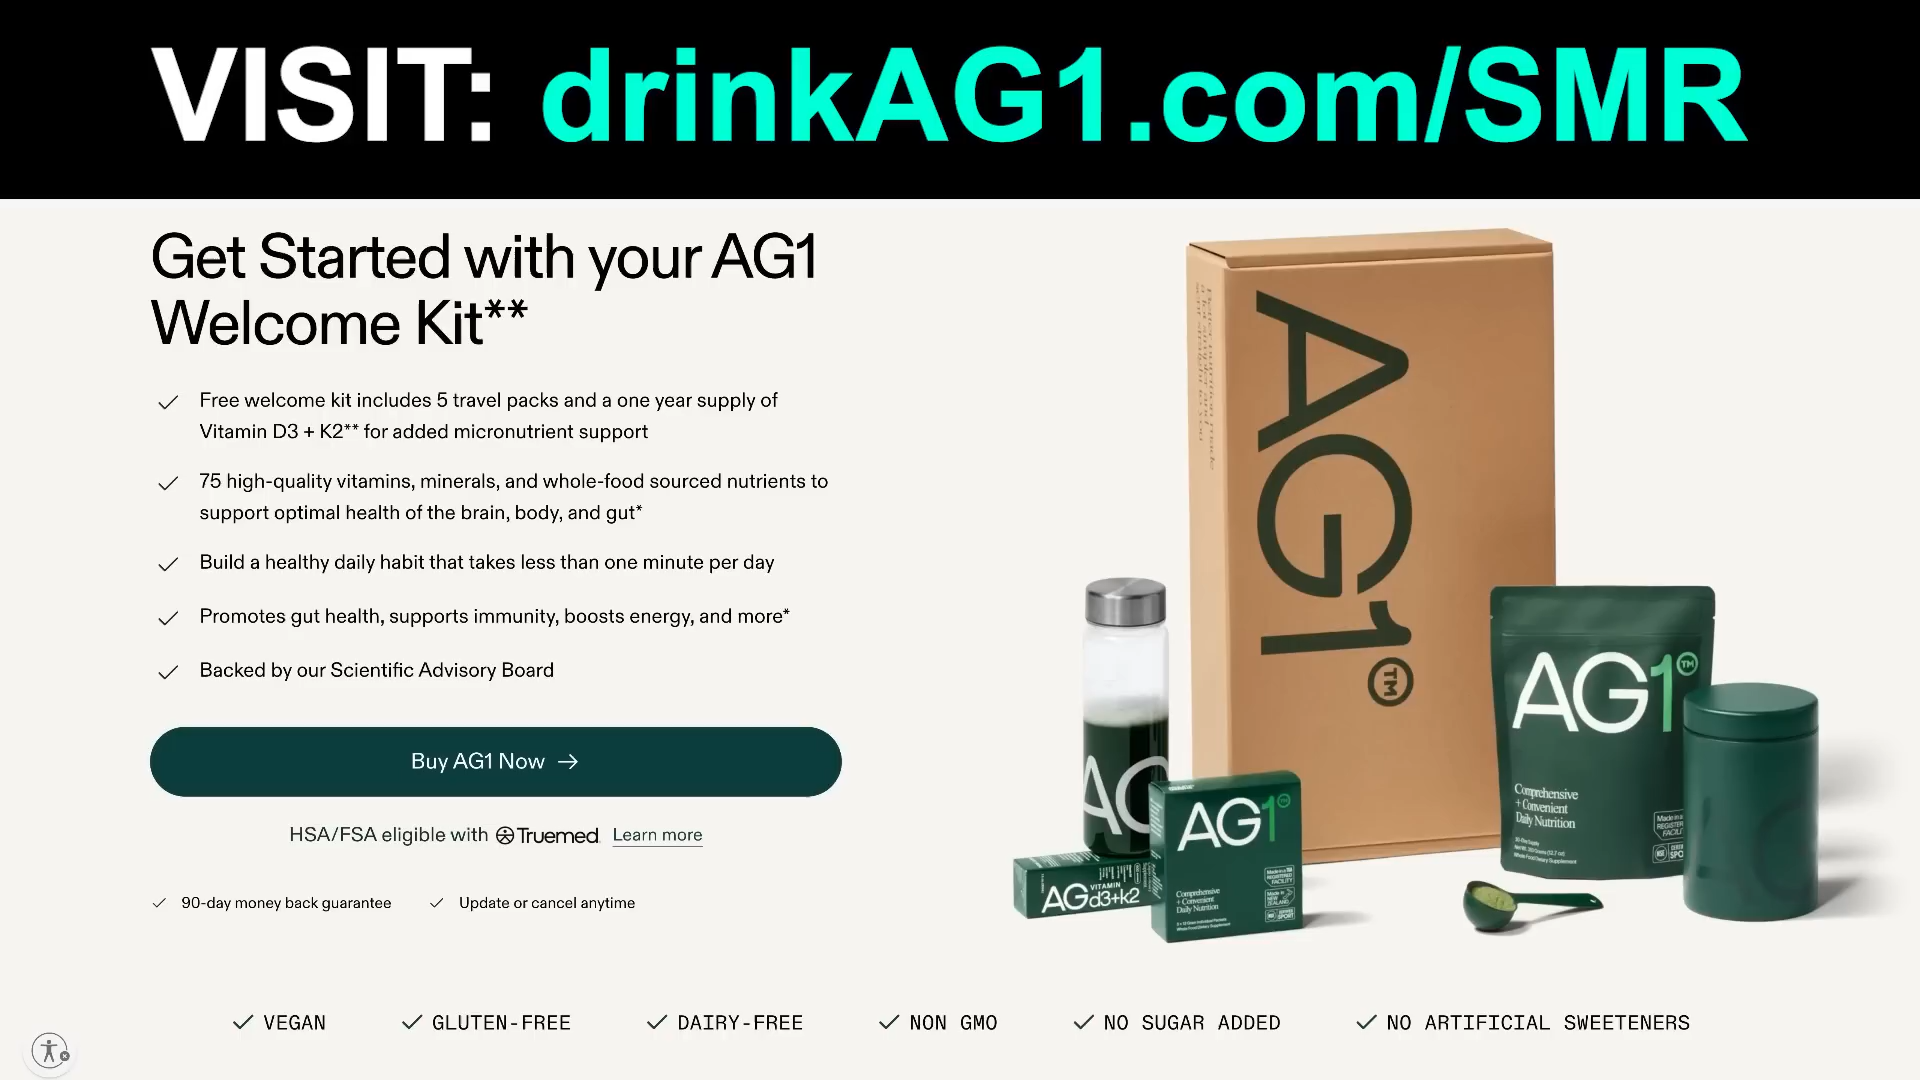 VISIT: drinkAG1.com/SMR
Get Started with your AG1
Welcome Kit**
Free welcome kit includes 5 travel packs and a one year supply of
Vitamin D3 + K2** for added micronutrient support
75 high-quality vitamins, minerals, and whole-food sourced nutrients to
support optimal health of the brain, body, and gut*
Build a healthy daily habit that takes less than one minute per day
Promotes gut health, supports immunity, boosts energy, and more*
Backed by our Scientific Advisory Board
Buy AG1 Now →
HSA/FSA eligible with Truemed Learn more
90-day money back guarantee
Update or cancel anytime
AG1™
AG1™
Comprehensive
+ Convenient
Daily Nutrition
AG
AG1™
Comprehensive
+ Convenient
Daily Nutrition
AG VITAMIN
d3+k2
VEGAN
GLUTEN-FREE
DAIRY-FREE
NON GMO
NO SUGAR ADDED
NO ARTIFICIAL SWEETENERS